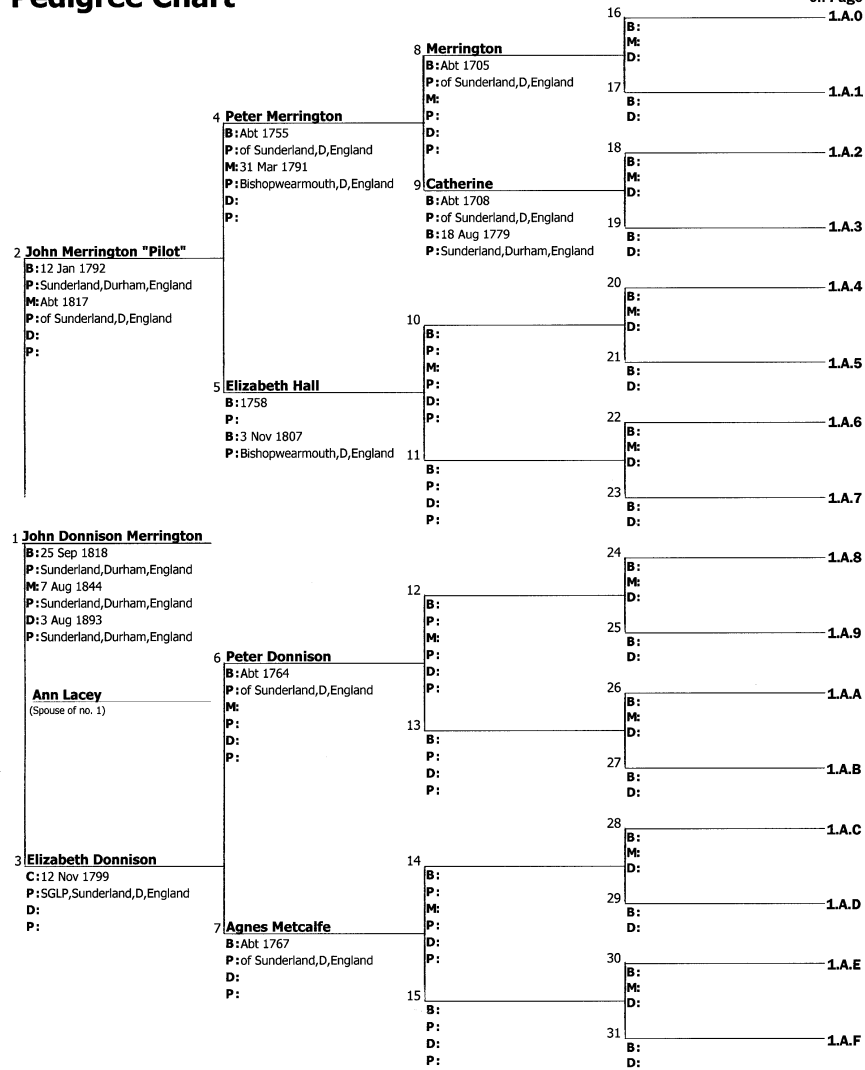 Pedigree Chart
on Page
1 John Donnison Merrington
B:25 Sep 1818
P:Sunderland,Durham,England
M:7 Aug 1844
P:Sunderland,Durham,England
D:3 Aug 1893
P:Sunderland,Durham,England
Ann Lacey
(Spouse of no. 1)
2 John Merrington "Pilot"
B:12 Jan 1792
P:Sunderland,Durham,England
M:Abt 1817
P:of Sunderland,D,England
D:
P:
3 Elizabeth Donnison
C:12 Nov 1799
P:SGLP,Sunderland,D,England
D:
P:
4 Peter Merrington
B:Abt 1755
P:of Sunderland,D,England
M:31 Mar 1791
P:Bishopwearmouth,D,England
D:
P:
5 Elizabeth Hall
B:1758
P:
B:3 Nov 1807
P:Bishopwearmouth,D,England
6 Peter Donnison
B:Abt 1764
P:of Sunderland,D,England
M:
P:
D:
P:
7 Agnes Metcalfe
B:Abt 1767
P:of Sunderland,D,England
D:
P:
8 Merrington
B:Abt 1705
P:of Sunderland,D,England
M:
P:
D:
P:
9 Catherine
B:Abt 1708
P:of Sunderland,D,England
B:18 Aug 1779
P:Sunderland,Durham,England
10
B:
P:
M:
P:
D:
P:
11
B:
P:
D:
P:
12
B:
P:
M:
P:
D:
P:
13
B:
P:
D:
P:
14
B:
P:
M:
P:
D:
P:
15
B:
P:
D:
P:
16 1.A.0
B:
M:
D:
17 1.A.1
B:
D:
18 1.A.2
B:
M:
D:
19 1.A.3
B:
D:
20 1.A.4
B:
M:
D:
21 1.A.5
B:
D:
22 1.A.6
B:
M:
D:
23 1.A.7
B:
D:
24 1.A.8
B:
M:
D:
25 1.A.9
B:
D:
26 1.A.A
B:
M:
D:
27 1.A.B
B:
D:
28 1.A.C
B:
M:
D:
29 1.A.D
B:
D:
30 1.A.E
B:
M:
D:
31 1.A.F
B:
D: